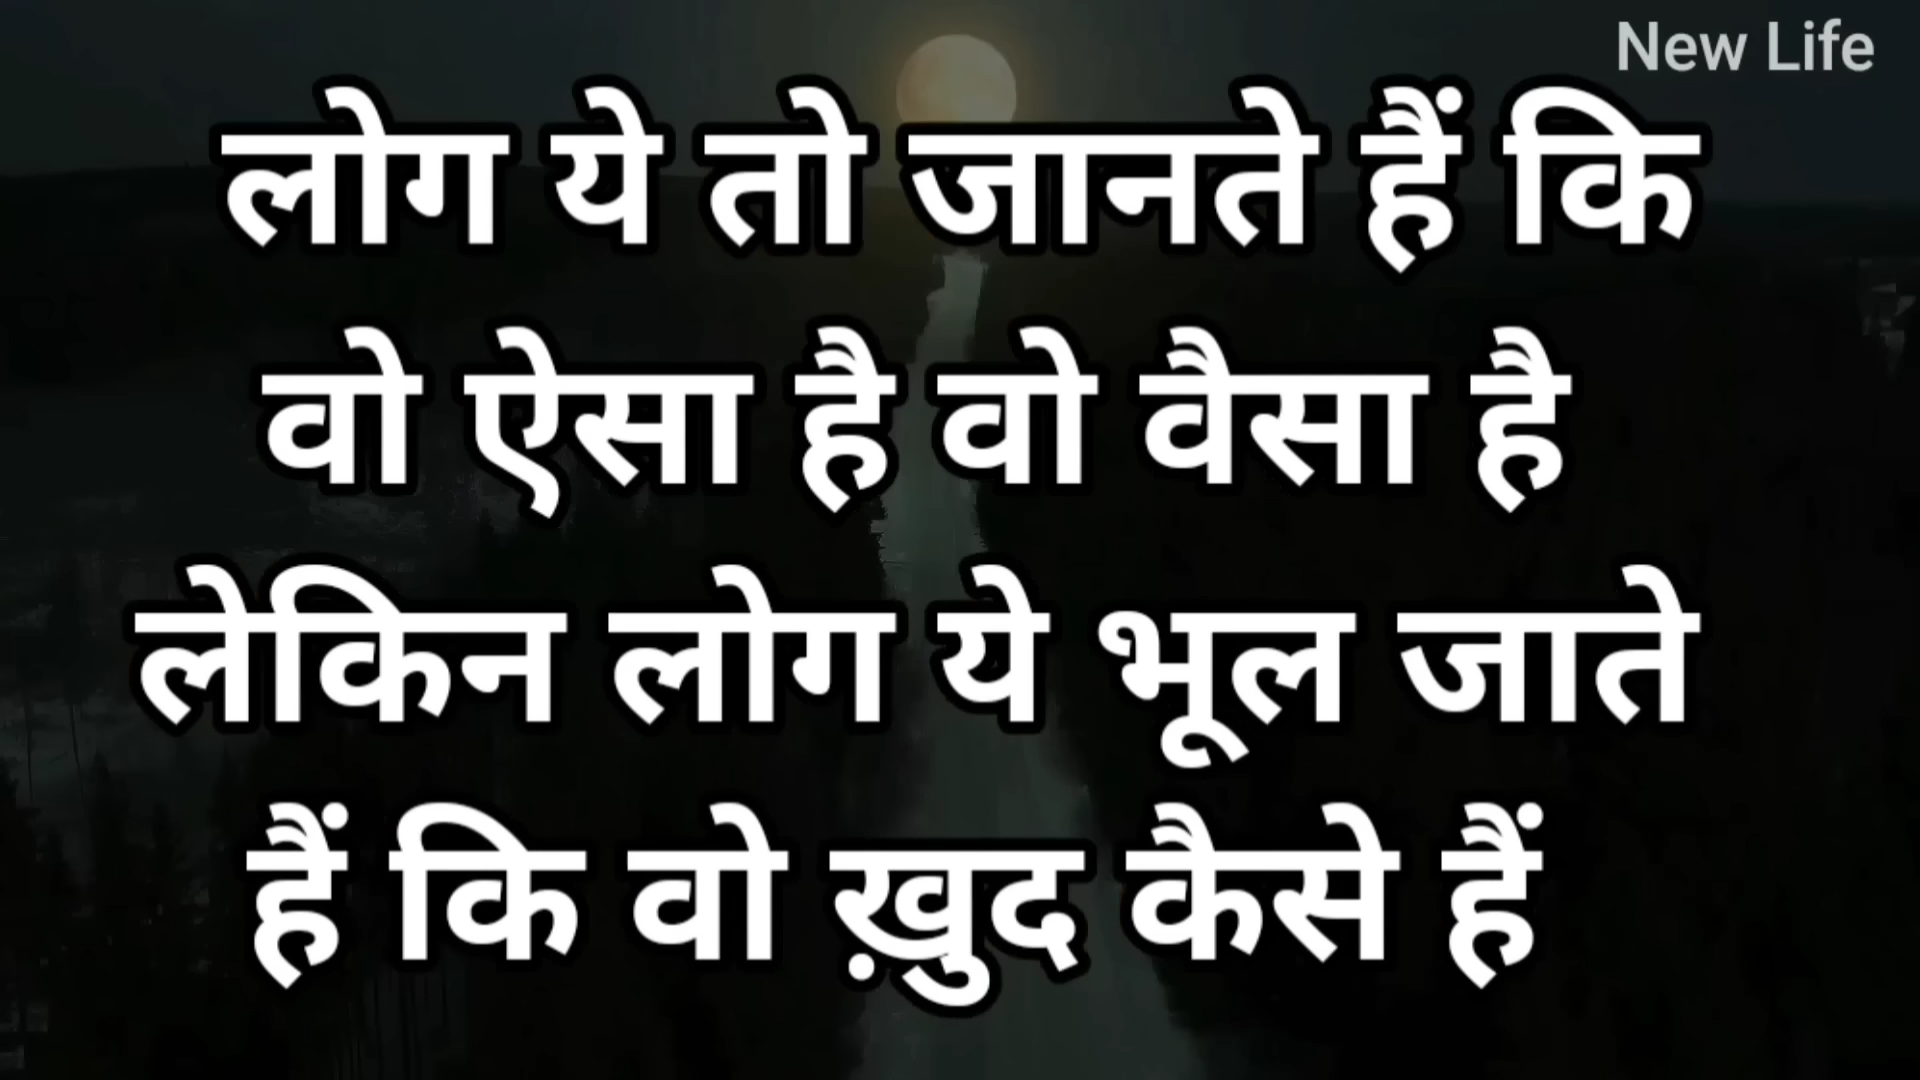 New Life
लोग ये तो जानते हैं कि
वो ऐसा है वो वैसा है
लेकिन लोग ये भूल जाते
हैं कि वो ख़ुद कैसे हैं